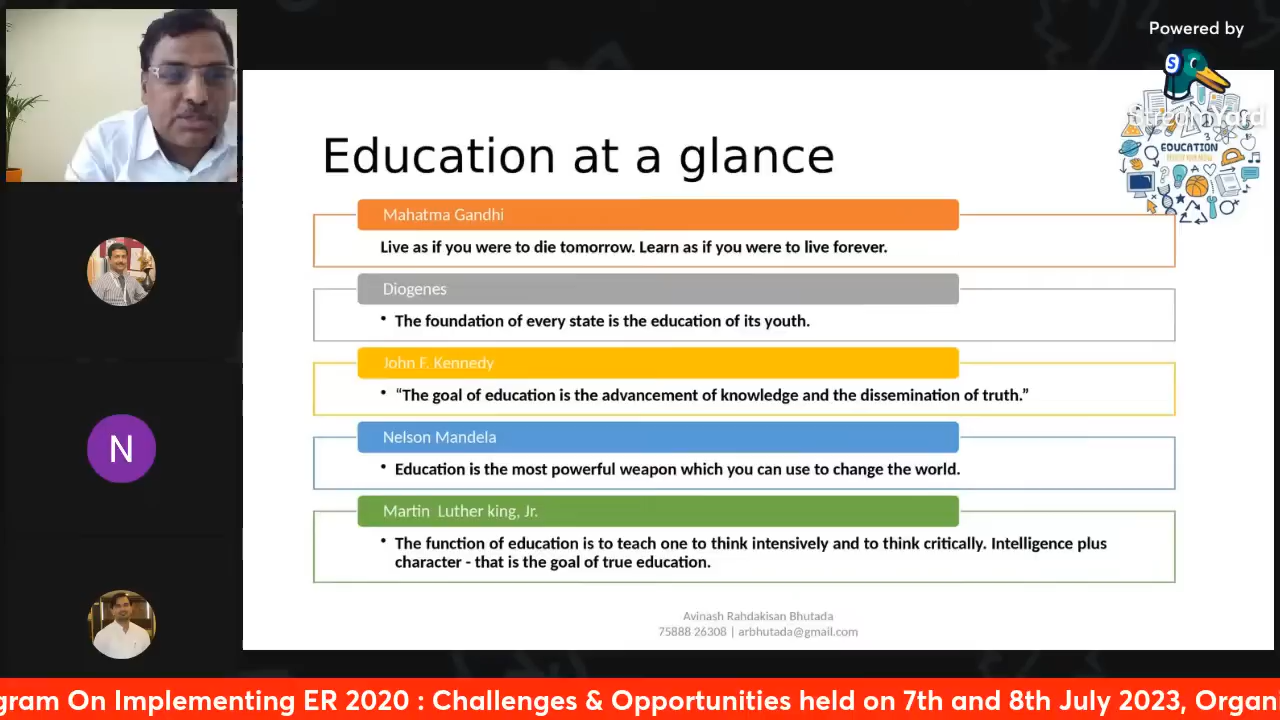 Powered by
S
StreamYard
EDUCATION
Education at a glance
Mahatma Gandhi
Live as if you were to die tomorrow. Learn as if you were to live forever.
Diogenes
• The foundation of every state is the education of its youth.
John F. Kennedy
• “The goal of education is the advancement of knowledge and the dissemination of truth.”
Nelson Mandela
• Education is the most powerful weapon which you can use to change the world.
Martin Luther king, Jr.
• The function of education is to teach one to think intensively and to think critically. Intelligence plus
character - that is the goal of true education.
N
Avinash Rahdakisan Bhutada
75888 26308 | arbhutada@gmail.com
gram On Implementing ER 2020 : Challenges & Opportunities held on 7th and 8th July 2023, Organi